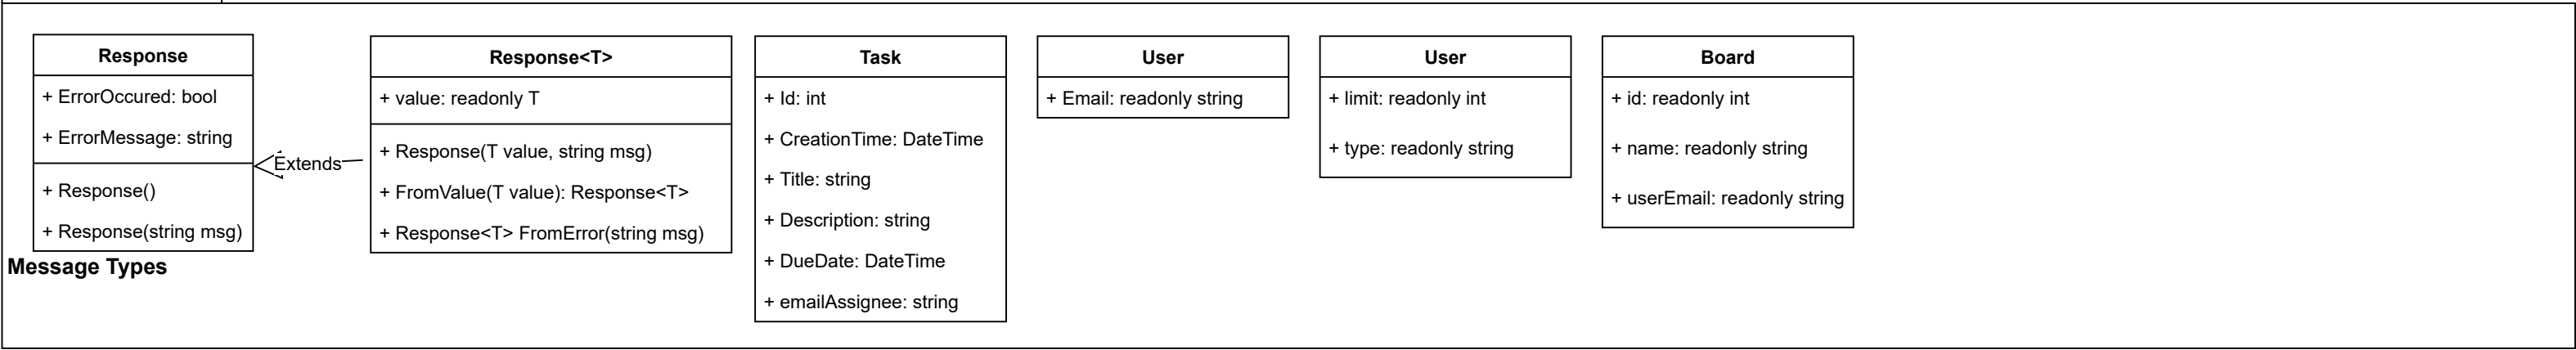 Response
+ ErrorOccured: bool
+ ErrorMessage: string
+ Response()
+ Response(string msg)
Extends
Response<T>
+ value: readonly T
+ Response(T value, string msg)
+ FromValue(T value): Response<T>
+ Response<T> FromError(string msg)
Task
+ Id: int
+ CreationTime: DateTime
+ Title: string
+ Description: string
+ DueDate: DateTime
+ emailAssignee: string
User
+ Email: readonly string
User
+ limit: readonly int
+ type: readonly string
Board
+ id: readonly int
+ name: readonly string
+ userEmail: readonly string
Message Types